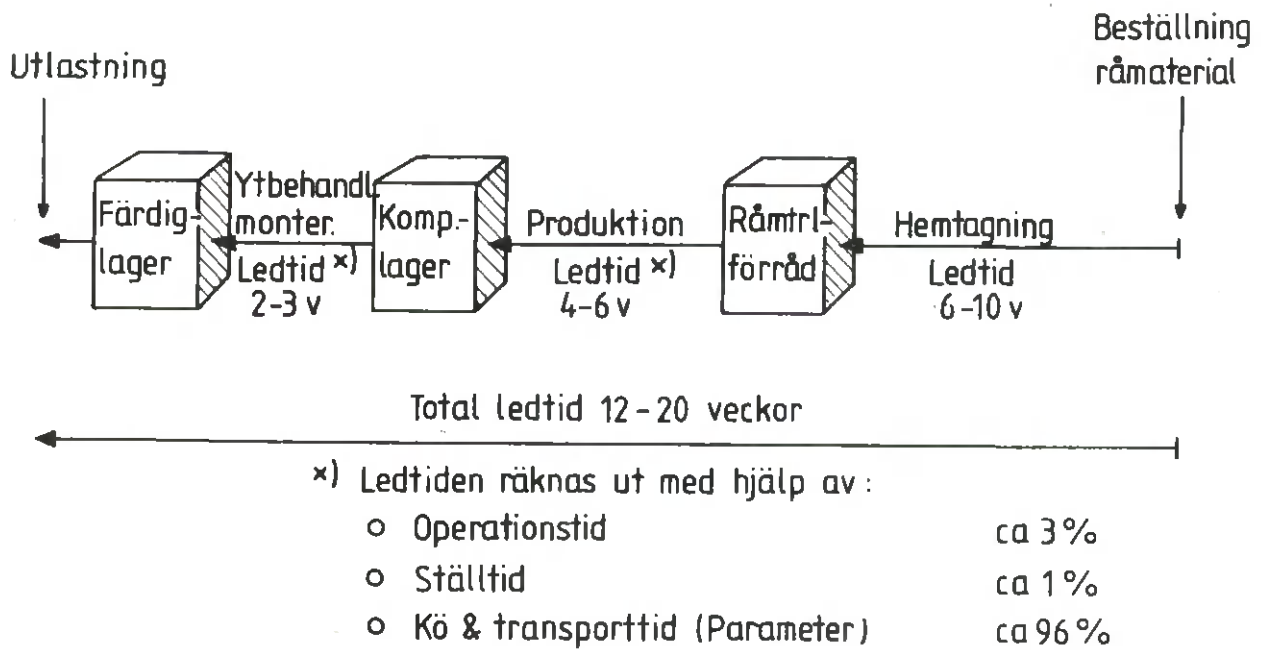 Beställning
råmaterial
Utlastning
Färdig-
lager
Ytbehandl.
monter.
Ledtid x)
2-3 v
Komp.-
lager
Produktion
Ledtid x)
4-6 v
Råmtrl-
förråd
Hemtagning
Ledtid
6-10 v
Total ledtid 12-20 veckor
x) Ledtiden räknas ut med hjälp av:
o Operationstid ca 3%
o Ställtid ca 1%
o Kö & transporttid (Parameter) ca 96%